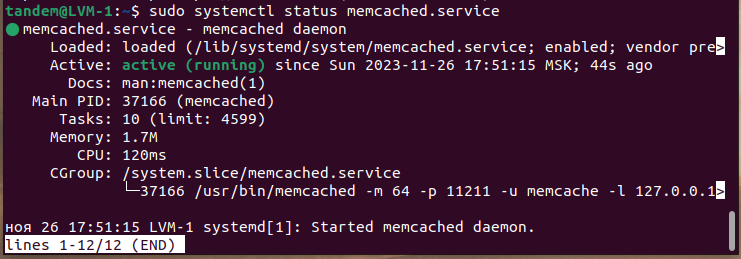 tandem@LVM-1:~$ sudo systemctl status memcached.service
● memcached.service - memcached daemon
     Loaded: loaded (/lib/systemd/system/memcached.service; enabled; vendor pre>
     Active: active (running) since Sun 2023-11-26 17:51:15 MSK; 44s ago
       Docs: man:memcached(1)
   Main PID: 37166 (memcached)
      Tasks: 10 (limit: 4599)
     Memory: 1.7M
        CPU: 120ms
     CGroup: /system.slice/memcached.service
             └─37166 /usr/bin/memcached -m 64 -p 11211 -u memcache -l 127.0.0.1>

ноя 26 17:51:15 LVM-1 systemd[1]: Started memcached daemon.
lines 1-12/12 (END)